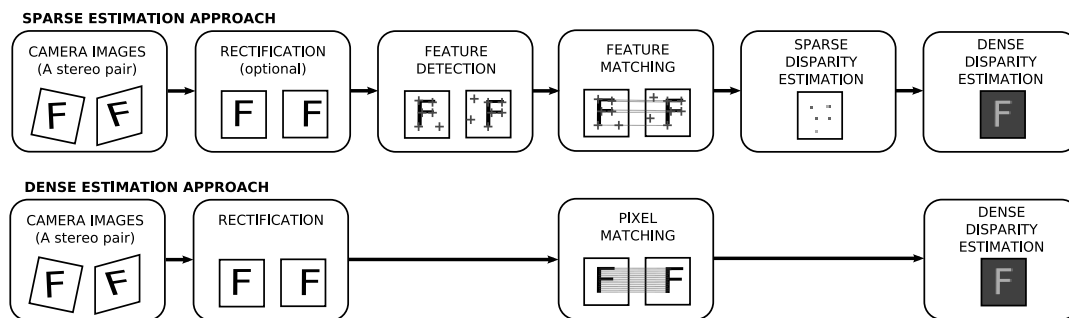 SPARSE ESTIMATION APPROACH
CAMERA IMAGES
(A stereo pair)
F F
RECTIFICATION
(optional)
F F
FEATURE
DETECTION
F F
FEATURE
MATCHING
F F
SPARSE
DISPARITY
ESTIMATION
DENSE
DISPARITY
ESTIMATION
F
DENSE ESTIMATION APPROACH
CAMERA IMAGES
(A stereo pair)
F F
RECTIFICATION
F F
PIXEL
MATCHING
F F
DENSE
DISPARITY
ESTIMATION
F